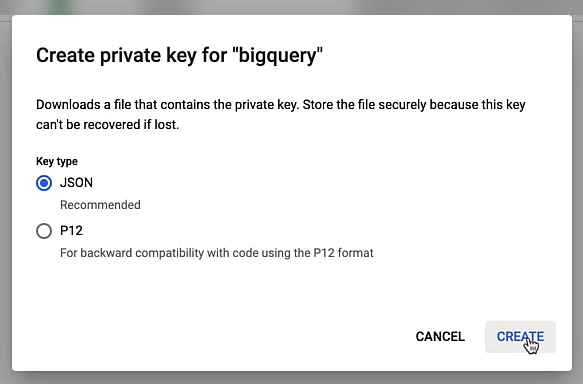 Create private key for "bigquery"
Downloads a file that contains the private key. Store the file securely because this key
can't be recovered if lost.
Key type
JSON
Recommended
P12
For backward compatibility with code using the P12 format
CANCEL CREATE